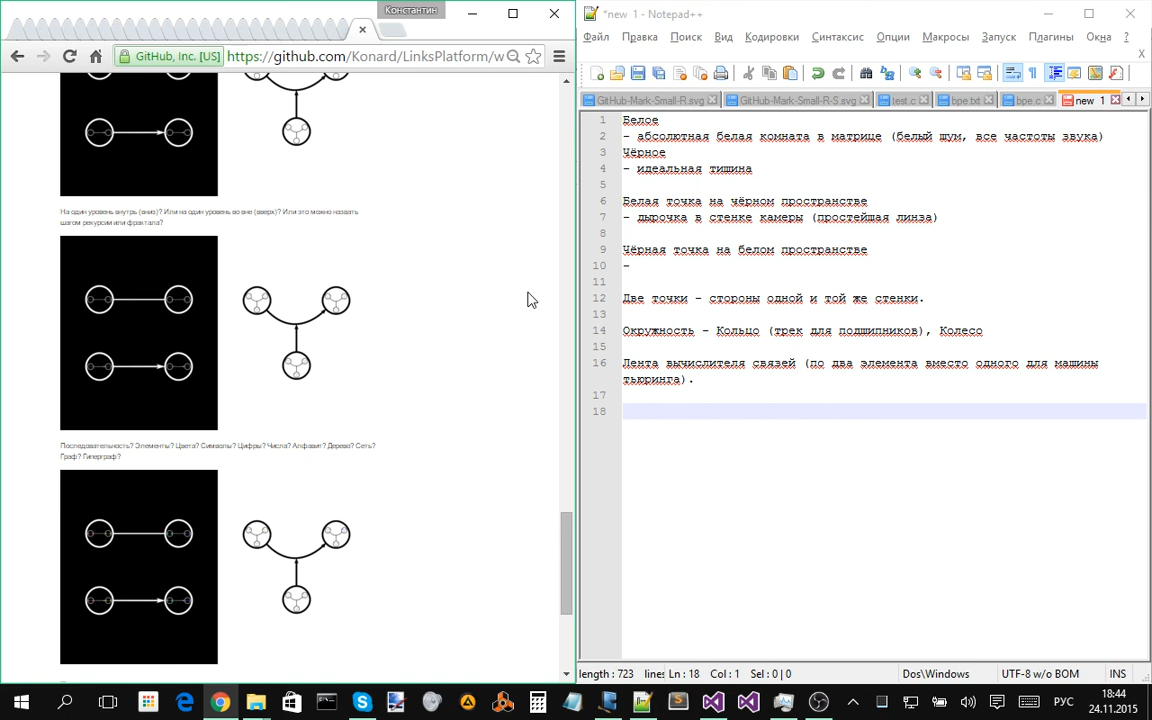 Константин
GitHub, Inc. [US]
https://github.com/Konard/LinksPlatform/w
На один уровень внутрь (вниз)? Или на один уровень во вне (вверх)? Или это можно назвать
шагом рекурсии или фрактала?
Последовательность? Элементы? Цвета? Символы? Цифры? Числа? Алфавит? Дерево? Сеть?
Граф? Гиперграф?
*new 1 - Notepad++
Файл Правка Поиск Вид Кодировки Синтаксис Опции Макросы Запуск Плагины Окна ?
X
GitHub-Mark-Small-R.svg GitHub-Mark-Small-R-S.svg test.c bpe.txt bpe.c new 1
1 Белое
2 - абсолютная белая комната в матрице (белый шум, все частоты звука)
3 Чёрное
4 - идеальная тишина
5
6 Белая точка на чёрном пространстве
7 - дырочка в стенке камеры (простейшая линза)
8
9 Чёрная точка на белом пространстве
10 -
11
12 Две точки - стороны одной и той же стенки.
13
14 Окружность - Кольцо (трек для подшипников), Колесо
15
16 Лента вычислителя связей (по два элемента вместо одного для машины
тьюринга).
17
18
length : 723 lines Ln : 18 Col : 1 Sel : 0 | 0 Dos\Windows UTF-8 w/o BOM INS
РУС
18:44
24.11.2015